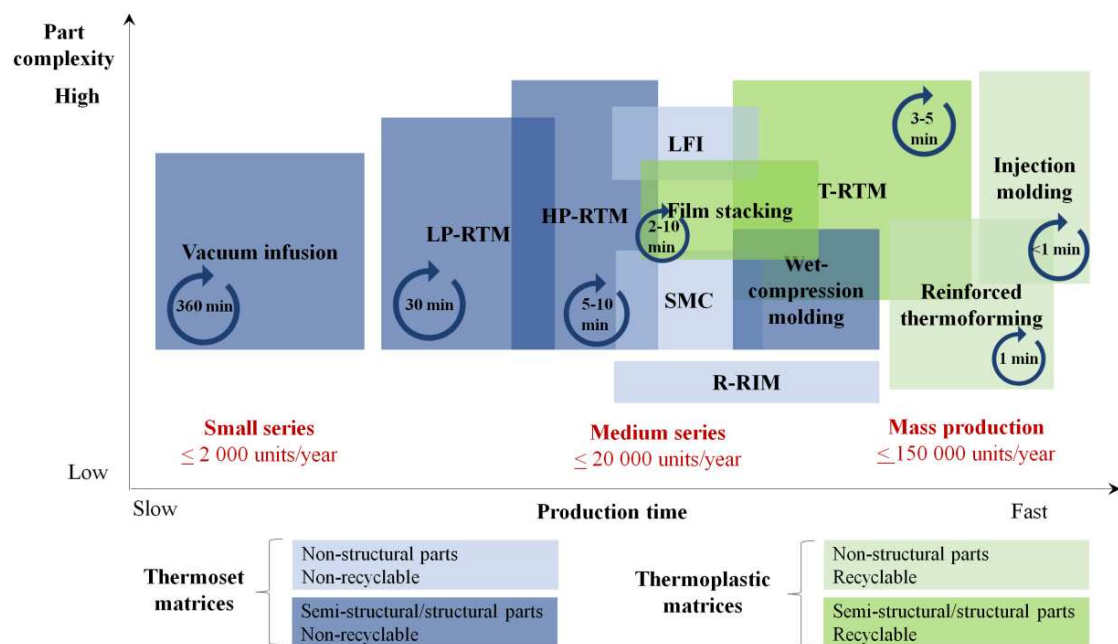 Part
complexity
High
LFI
3-5
min
Injection
molding
T-RTM
HP-RTM
Film stacking
2-10
min
LP-RTM
Vacuum infusion
<1 min
Wet-
compression
molding
Reinforced
thermoforming
360 min
30 min
5-10
min
SMC
1 min
R-RIM
Small series
≤ 2 000 units/year
Medium series
≤ 20 000 units/year
Mass production
≤ 150 000 units/year
Low
Slow
Production time
Fast
Thermoset
matrices
Non-structural parts
Non-recyclable
Semi-structural/structural parts
Non-recyclable
Thermoplastic
matrices
Non-structural parts
Recyclable
Semi-structural/structural parts
Recyclable